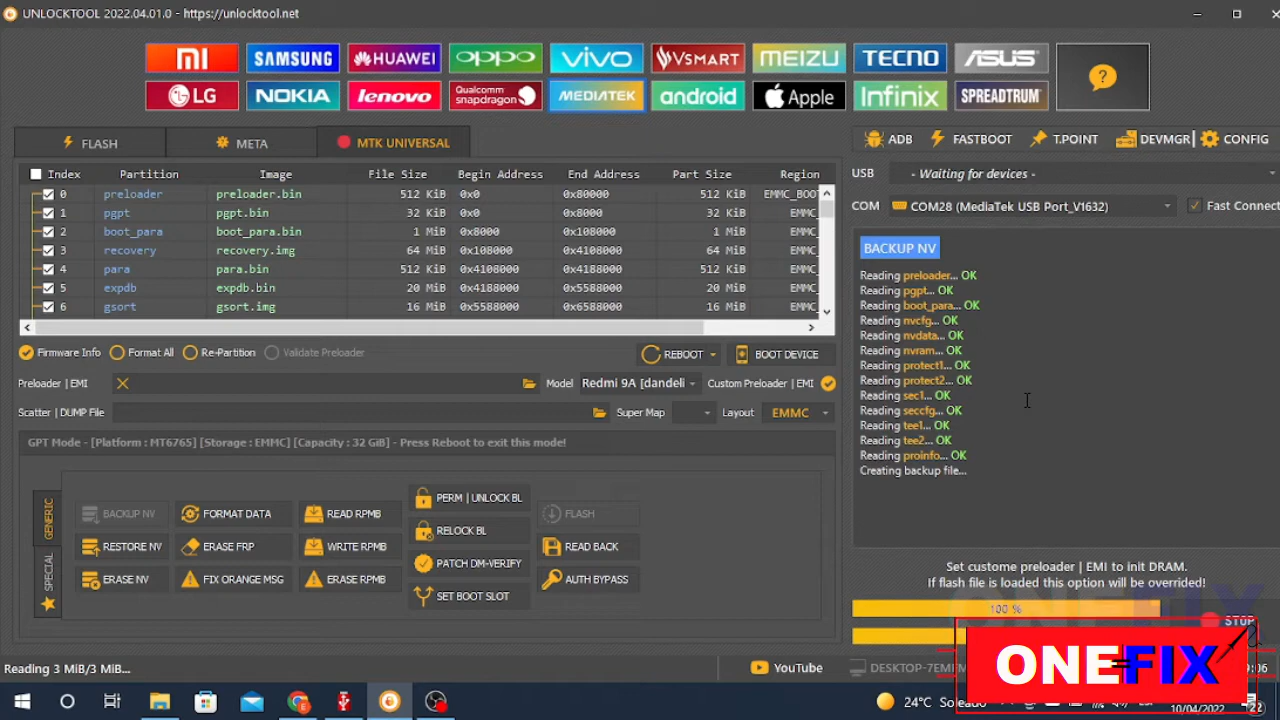 UNLOCKTOOL 2022.04.01.0 - https://unlocktool.net
mi SAMSUNG HUAWEI oppo vivo VSMART MEIZU TECNO ASUS
LG NOKIA lenovo Qualcomm snapdragon MEDIATEK android Apple Infinix SPREADTRUM ?
FLASH META MTK UNIVERSAL
ADB FASTBOOT T.POINT DEVMGR CONFIG
Index Partition Image File Size Begin Address End Address Part Size Region
0 preloader preloader.bin 512 KiB 0x0 0x80000 512 KiB EMMC_BOO
1 pgpt pgpt.bin 32 KiB 0x0 0x8000 32 KiB EMMC_
2 boot_para boot_para.bin 1 MiB 0x8000 0x108000 1 MiB EMMC_
3 recovery recovery.img 64 MiB 0x108000 0x4108000 64 MiB EMMC_
4 para para.bin 512 KiB 0x4108000 0x4188000 512 KiB EMMC_
5 expdb expdb.bin 20 MiB 0x4188000 0x5588000 20 MiB EMMC_
6 gsort gsort.img 16 MiB 0x5588000 0x6588000 16 MiB EMMC_
Firmware Info Format All Re-Partition Validate Preloader REBOOT BOOT DEVICE
Preloader | EMI Model Redmi 9A [dandeli Custom Preloader | EMI
Scatter | DUMP File Super Map Layout EMMC
GPT Mode - [Platform : MT6765] [Storage : EMMC] [Capacity : 32 GiB] - Press Reboot to exit this mode!
GENERIC
SPECIAL
BACKUP NV FORMAT DATA READ RPMB PERM | UNLOCK BL FLASH
RESTORE NV ERASE FRP WRITE RPMB RELOCK BL READ BACK
ERASE NV FIX ORANGE MSG ERASE RPMB PATCH DM-VERIFY AUTH BYPASS
SET BOOT SLOT
USB - Waiting for devices -
COM COM28 (MediaTek USB Port_V1632) Fast Connect
BACKUP NV
Reading preloader... OK
Reading pgpt... OK
Reading boot_para... OK
Reading nvcfg... OK
Reading nvdata... OK
Reading nvram... OK
Reading protect1... OK
Reading protect2... OK
Reading sec1... OK
Reading seccfg... OK
Reading tee1... OK
Reading tee2... OK
Reading proinfo... OK
Creating backup file...
Set custome preloader | EMI to init DRAM.
If flash file is loaded this option will be overrided!
100 %
STOP
ONEFIX
Reading 3 MiB/3 MiB... YouTube
ONEFIX
24°C
10/04/2022
22